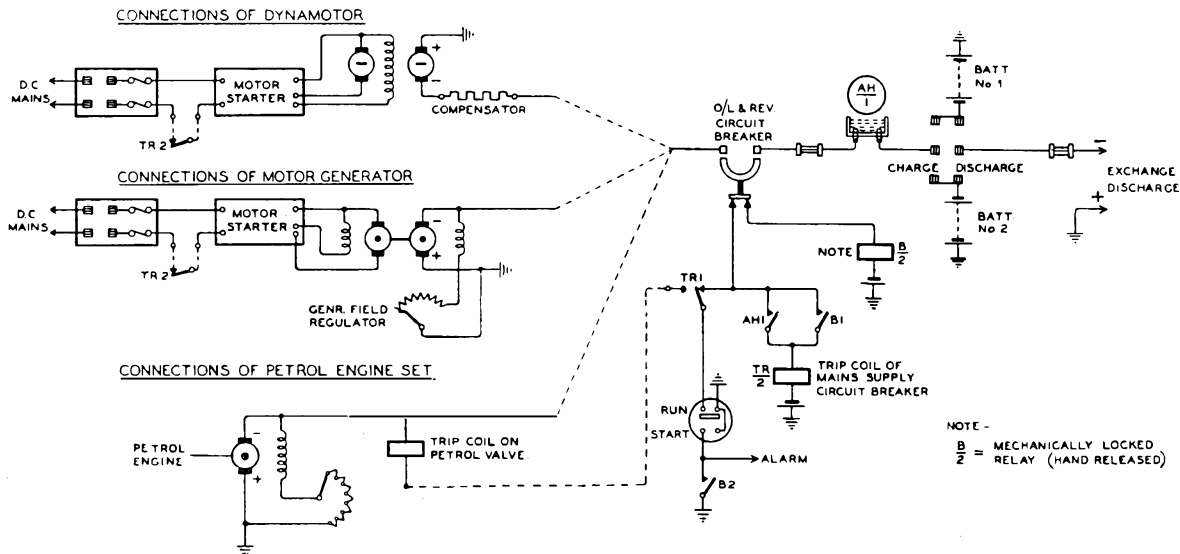 CONNECTIONS OF DYNAMOTOR
D.C
MAINS
TR 2
MOTOR
STARTER
+
-
COMPENSATOR
CONNECTIONS OF MOTOR GENERATOR
D.C
MAINS
TR 2
MOTOR
STARTER
-
+
GENR. FIELD
REGULATOR
CONNECTIONS OF PETROL ENGINE SET
PETROL
ENGINE
-
+
TRIP COIL ON
PETROL VALVE
O/L & REV.
CIRCUIT
BREAKER
AH
1
BATT
No 1
CHARGE DISCHARGE
-
EXCHANGE
DISCHARGE
+
BATT.
No 2
NOTE
B
2
TR1
AH1
B1
TR
2
TRIP COIL OF
MAINS SUPPLY
CIRCUIT BREAKER
RUN
START
ALARM
B2
NOTE -
B
2
= MECHANICALLY LOCKED
RELAY (HAND RELEASED)